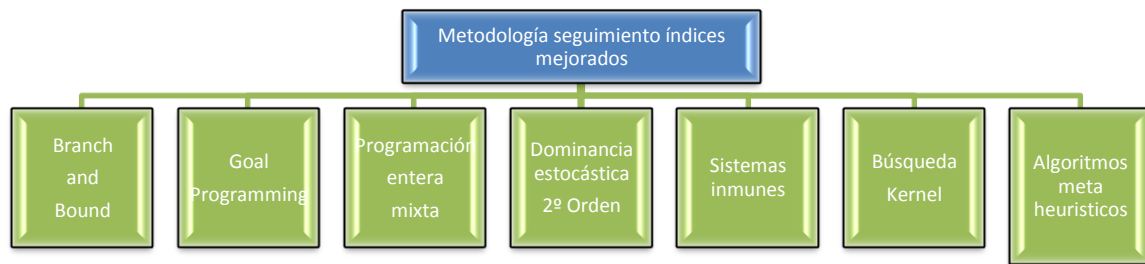 Metodología seguimiento índices
mejorados
Branch
and
Bound
Goal
Programming
Programación
entera
mixta
Dominancia
estocástica
2º Orden
Sistemas
inmunes
Búsqueda
Kernel
Algoritmos
meta
heuristicos